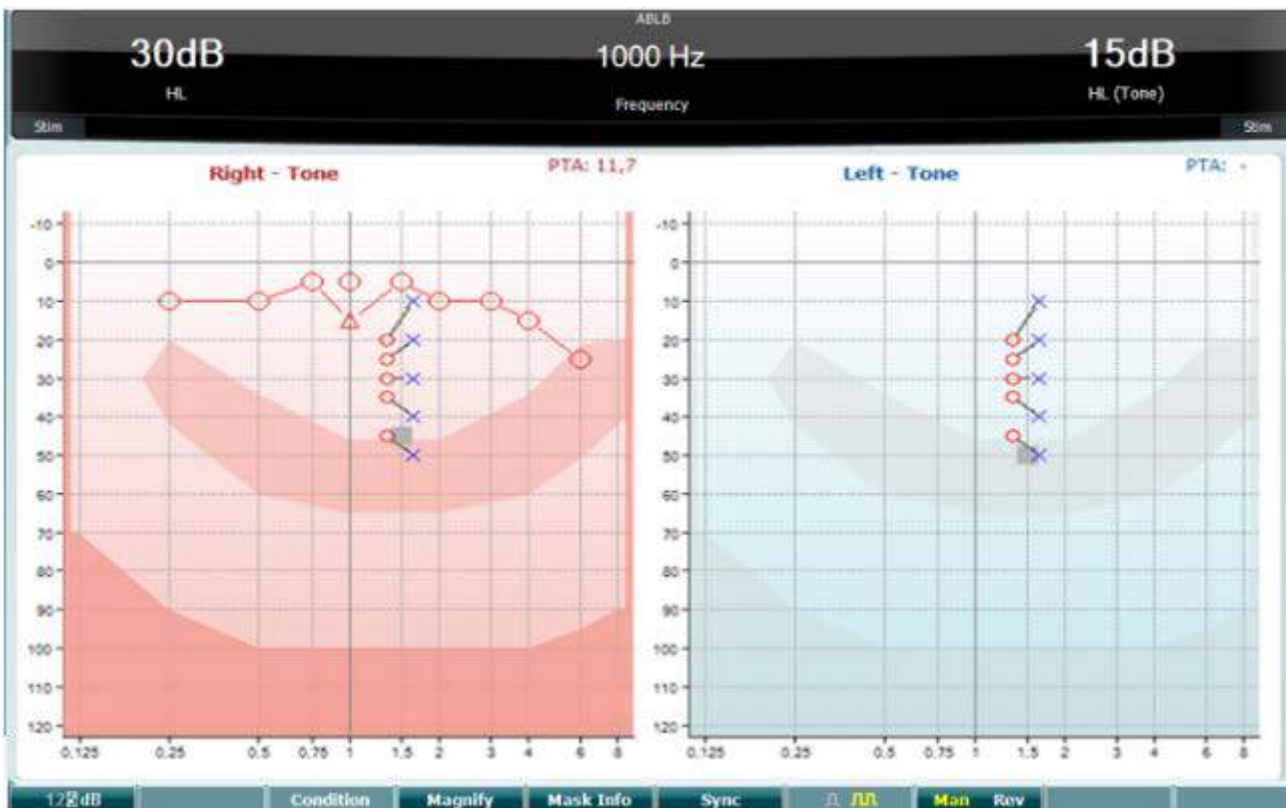 ABLB
30dB 1000 Hz 15dB
HL Frequency HL (Tone)
Stim Stim
Right - Tone PTA: 11,7 Left - Tone PTA: -
-10 -10
0 0
10 10
20 20
30 30
40 40
50 50
60 60
70 70
80 80
90 90
100 100
110 110
120 120
0,125 0,25 0,5 0,75 1 1,5 2 3 4 6 8 0,125 0,25 0,5 0,75 1 1,5 2 3 4 6 8
Condition Magnify Mask Info Sync Man Rev